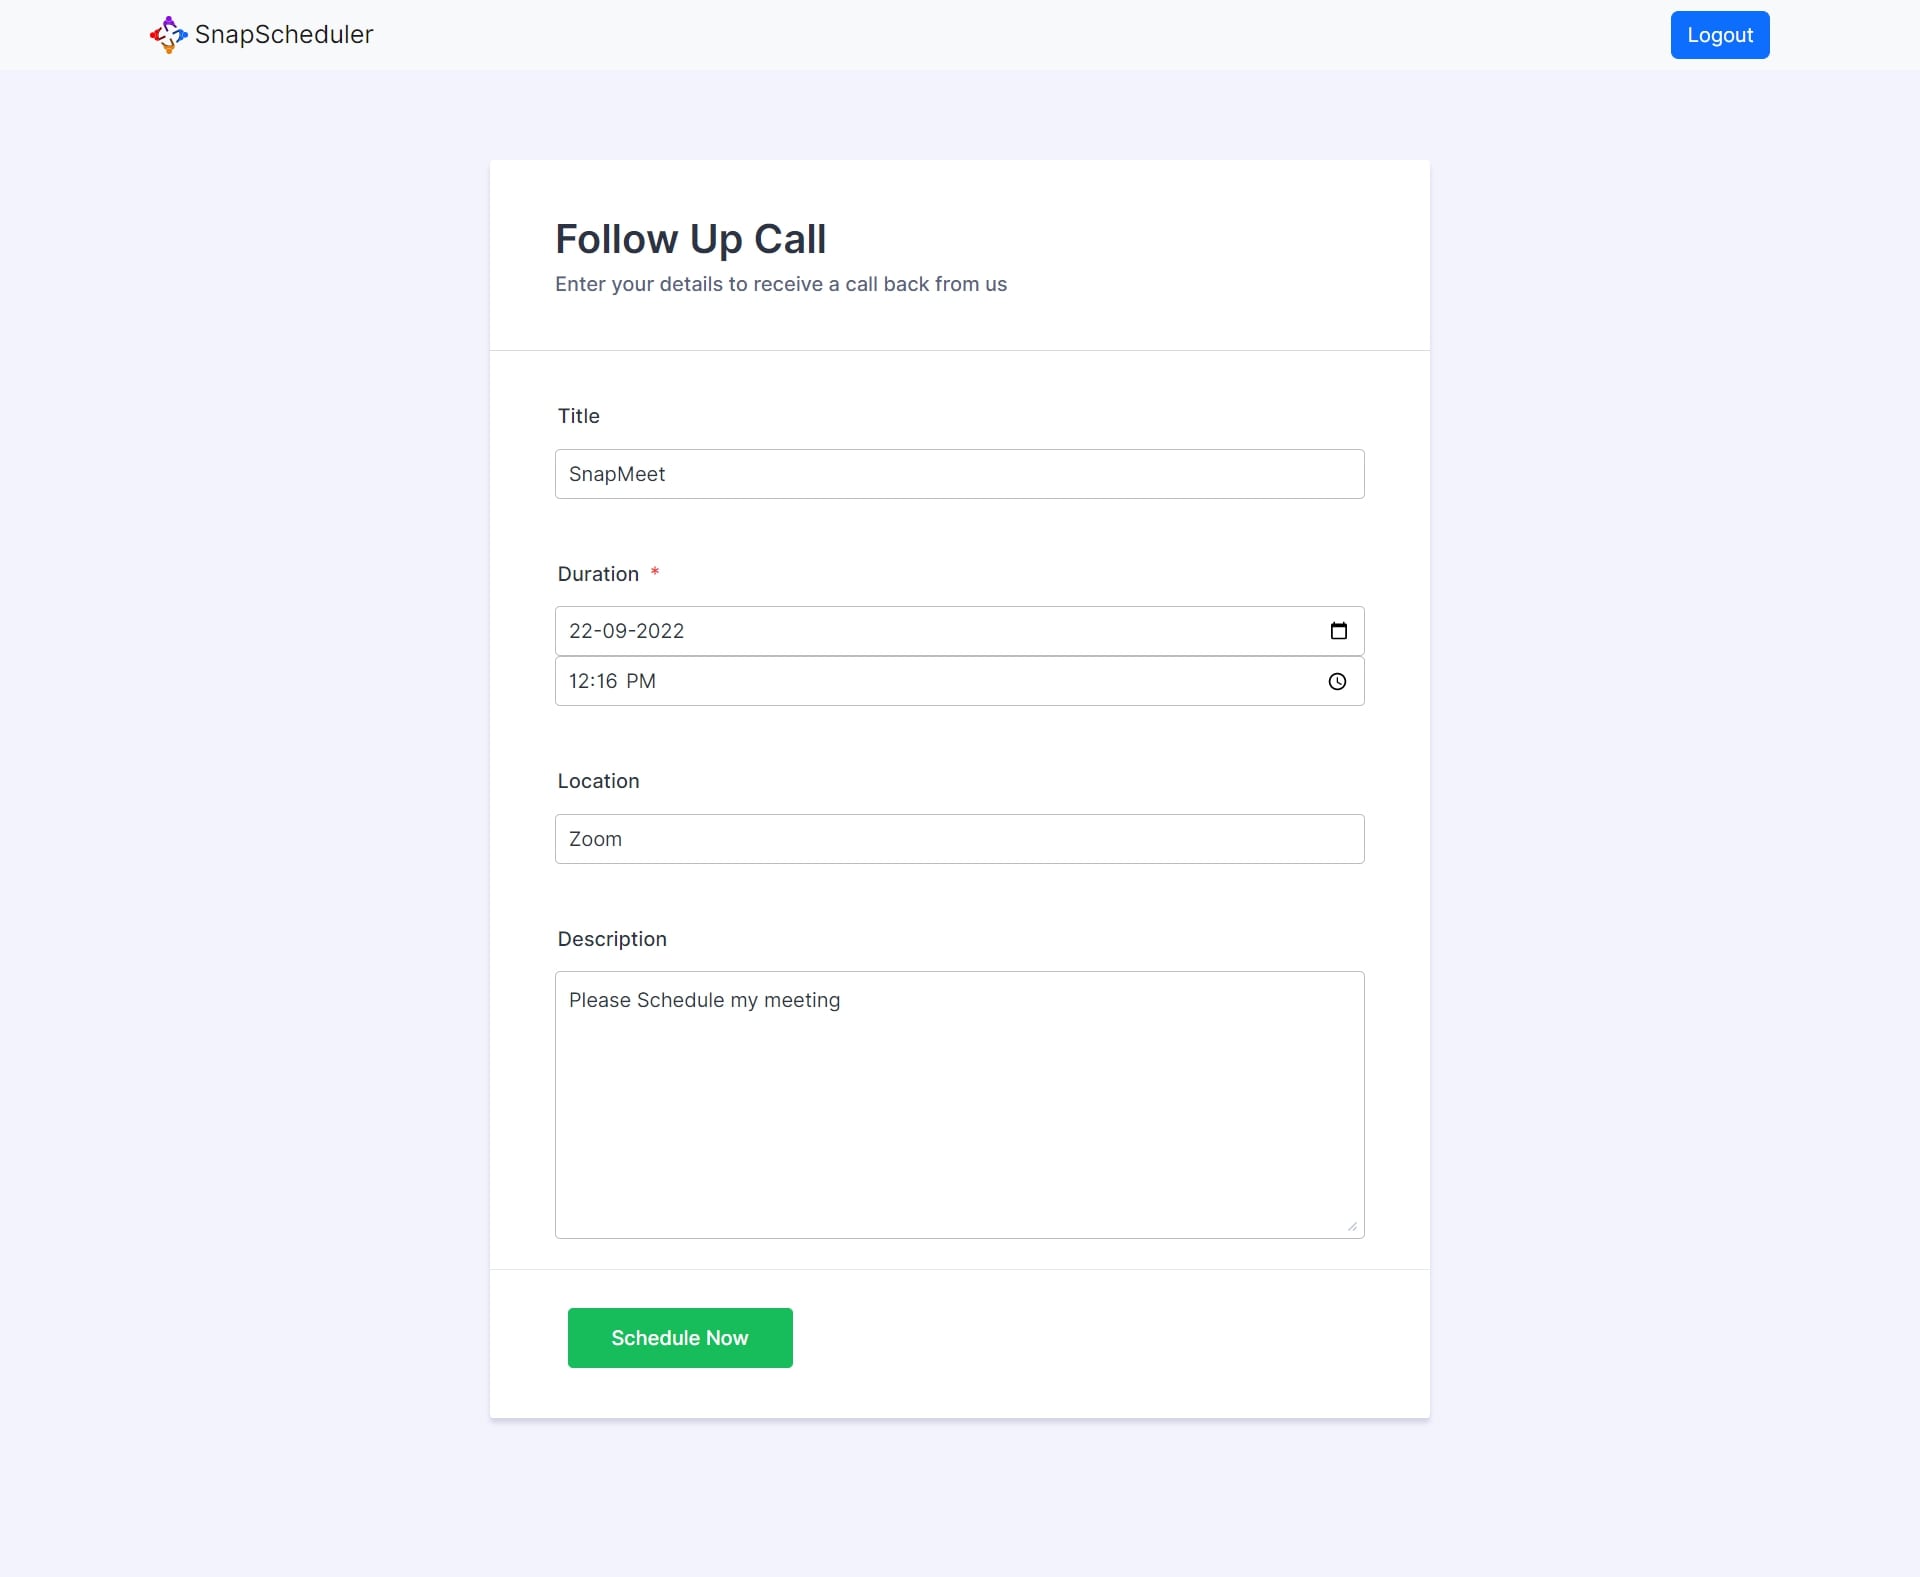 SnapScheduler
Logout
Follow Up Call
Enter your details to receive a call back from us
Title
SnapMeet
Duration *
22-09-2022
12:16 PM
Location
Zoom
Description
Please Schedule my meeting
Schedule Now